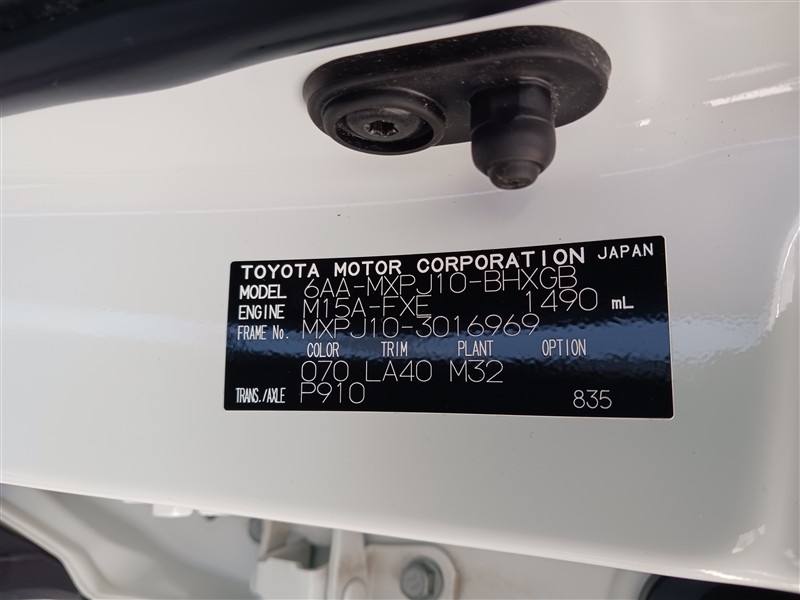 TOYOTA MOTOR CORPORATION JAPAN
MODEL 6AA-MXPJ10-BHXGB
ENGINE M15A-FXE 1490 mL
FRAME No. MXPJ10-3016969
COLOR TRIM PLANT OPTION
070 LA40 M32
TRANS./AXLE P910 835